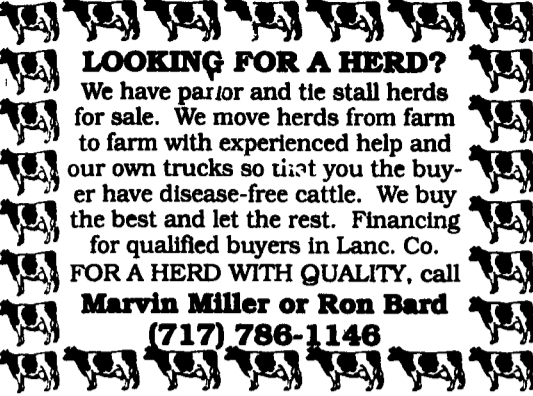 LOOKING FOR A HERD?
We have parlor and tie stall herds
for sale. We move herds from farm
to farm with experienced help and
our own trucks so that you the buy-
er have disease-free cattle. We buy
the best and let the rest. Financing
for qualified buyers in Lanc. Co.
FOR A HERD WITH QUALITY, call
Marvin Miller or Ron Bard
(717) 786-1146